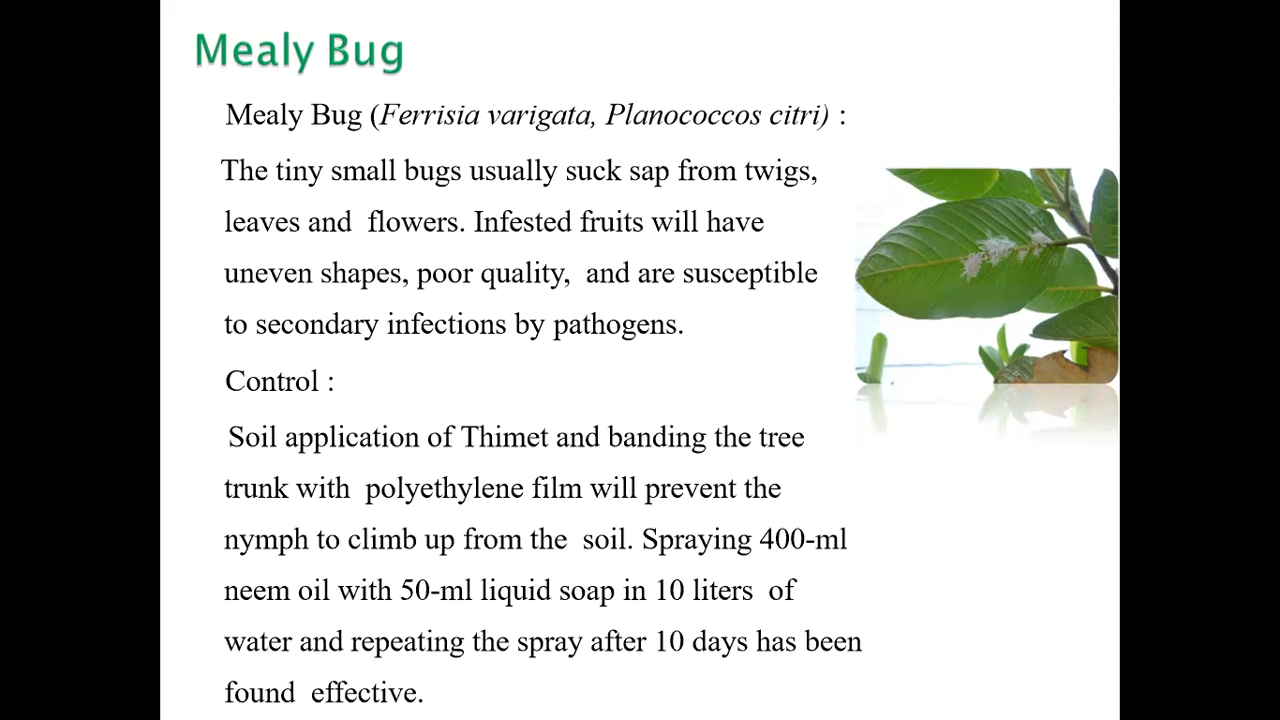 Mealy Bug
Mealy Bug (Ferrisia varigata, Planococcos citri) :
The tiny small bugs usually suck sap from twigs,
leaves and flowers. Infested fruits will have
uneven shapes, poor quality, and are susceptible
to secondary infections by pathogens.
Control :
Soil application of Thimet and banding the tree
trunk with polyethylene film will prevent the
nymph to climb up from the soil. Spraying 400-ml
neem oil with 50-ml liquid soap in 10 liters of
water and repeating the spray after 10 days has been
found effective.